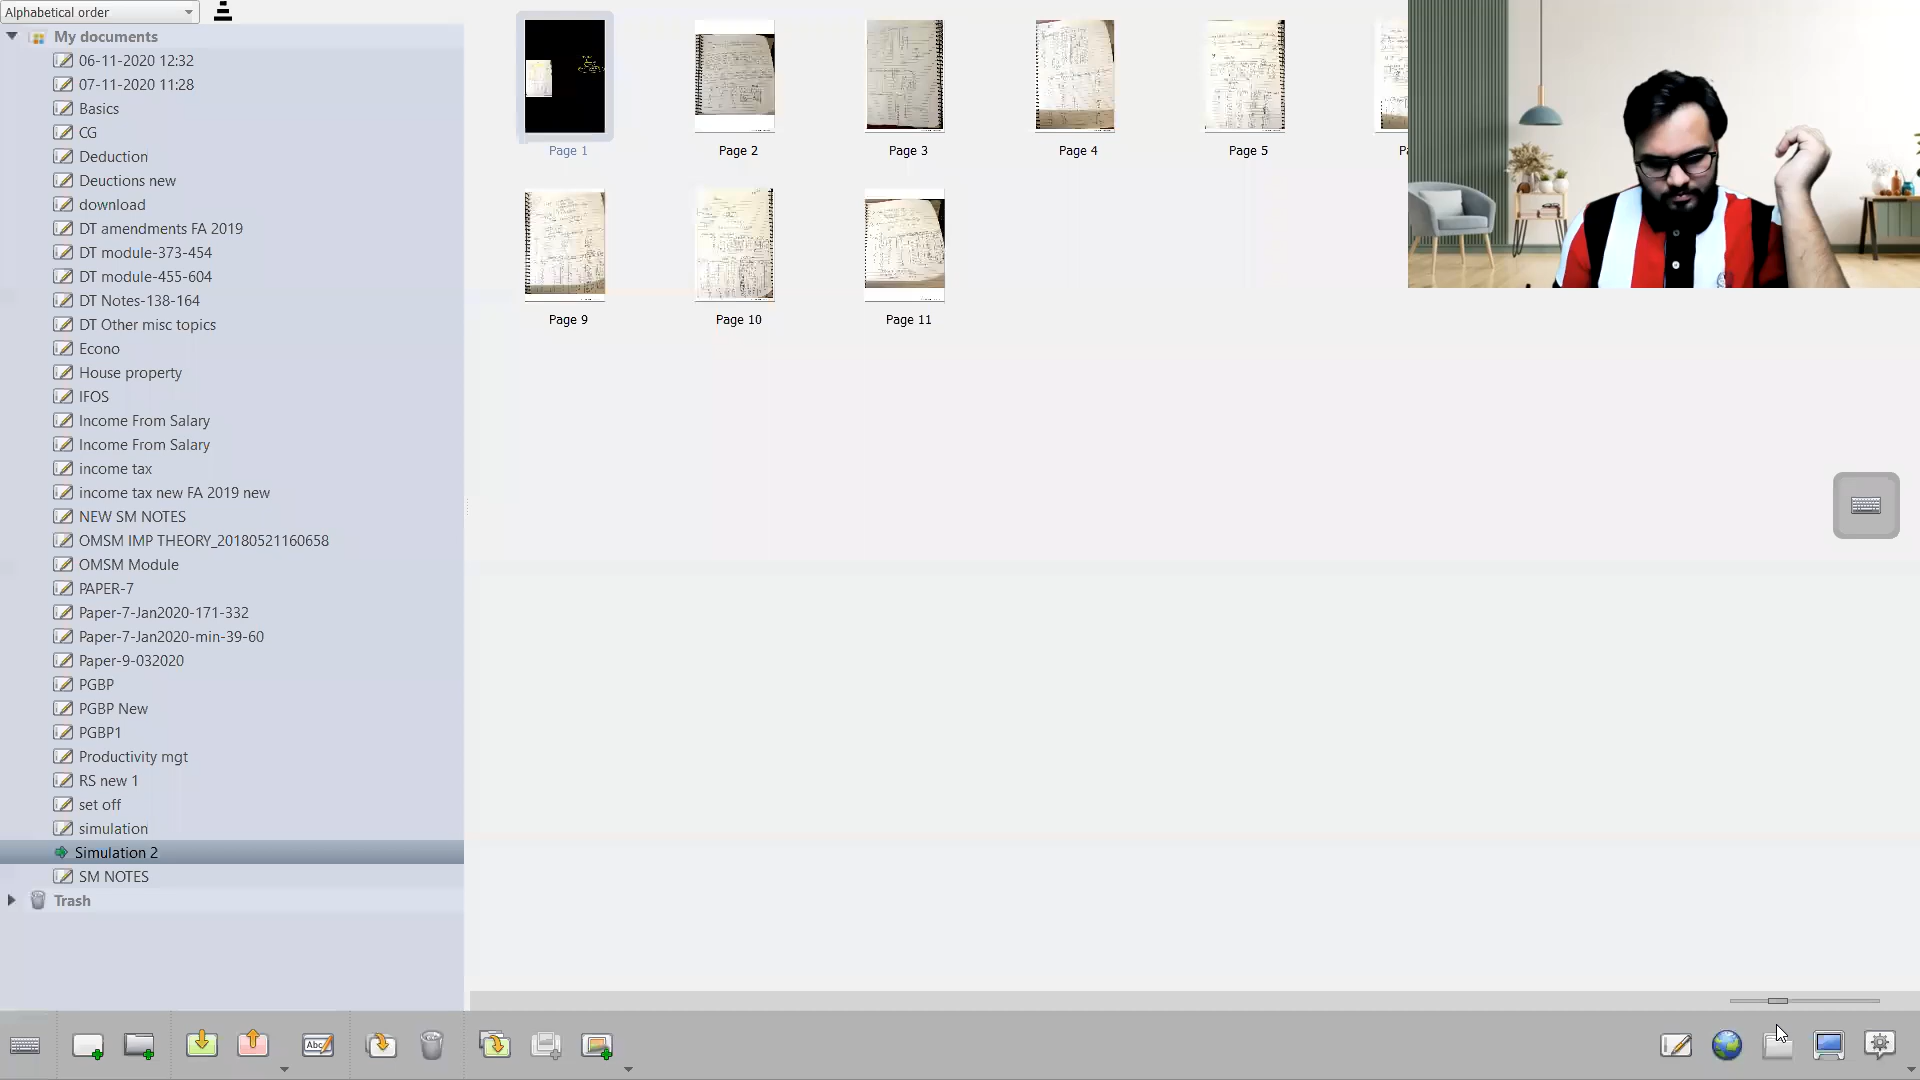 Alphabetical order
My documents
06-11-2020 12:32
07-11-2020 11:28
Basics
CG
Deduction
Deuctions new
download
DT amendments FA 2019
DT module-373-454
DT module-455-604
DT Notes-138-164
DT Other misc topics
Econo
House property
IFOS
Income From Salary
Income From Salary
income tax
income tax new FA 2019 new
NEW SM NOTES
OMSM IMP THEORY_20180521160658
OMSM Module
PAPER-7
Paper-7-Jan2020-171-332
Paper-7-Jan2020-min-39-60
Paper-9-032020
PGBP
PGBP New
PGBP1
Productivity mgt
RS new 1
set off
simulation
Simulation 2
SM NOTES
Trash
Page 1
Page 2
Page 3
Page 4
Page 5
Page 9
Page 10
Page 11
Abc